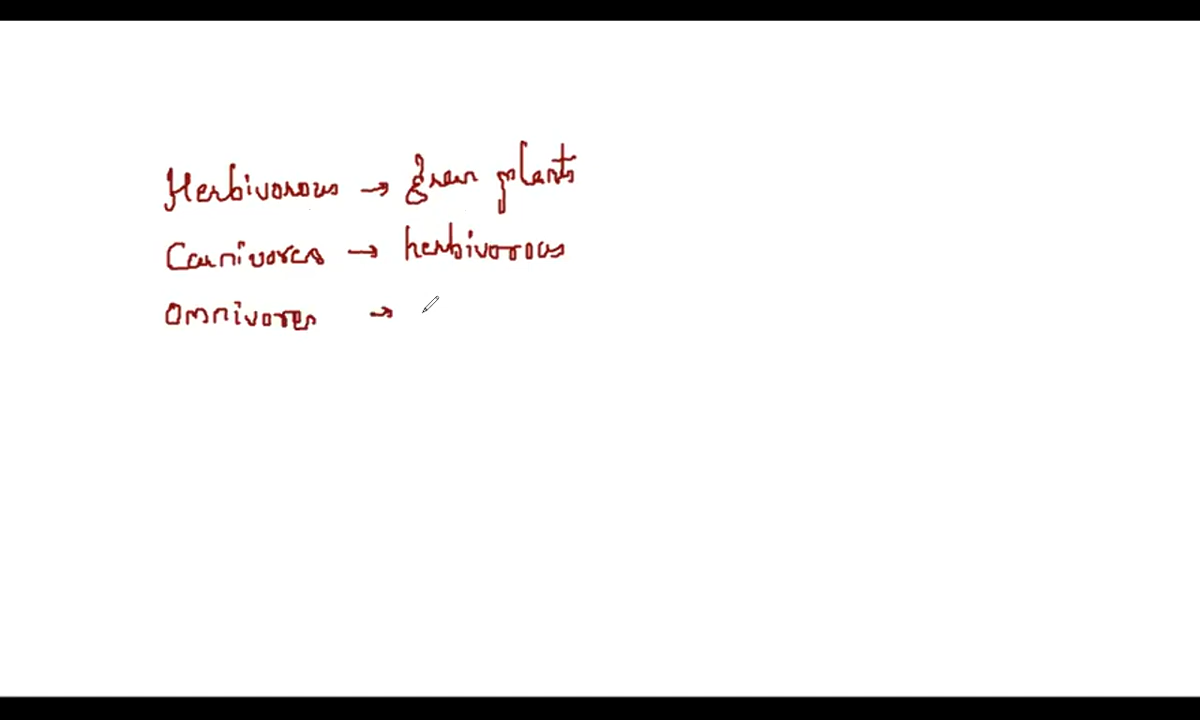 Herbivorous → green plants
Carnivores → herbivorous
Omnivores →